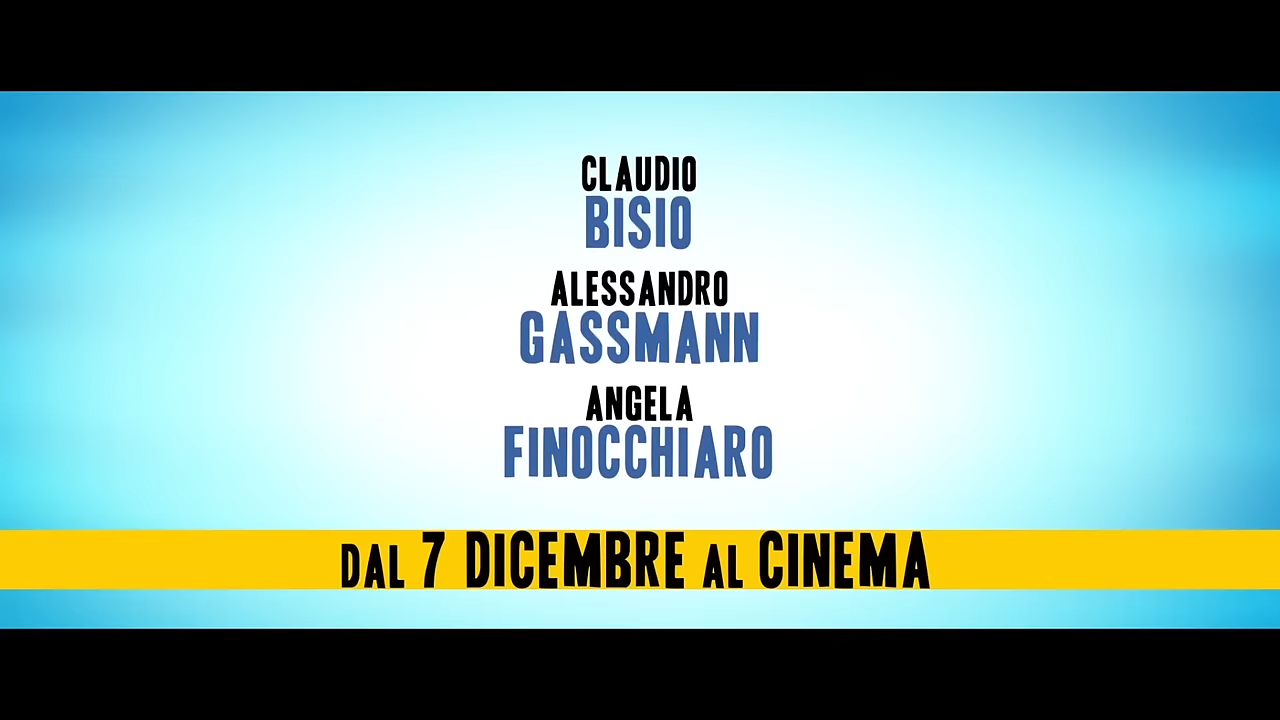 CLAUDIO
BISIO
ALESSANDRO
GASSMANN
ANGELA
FINOCCHIARO
DAL 7 DICEMBRE AL CINEMA